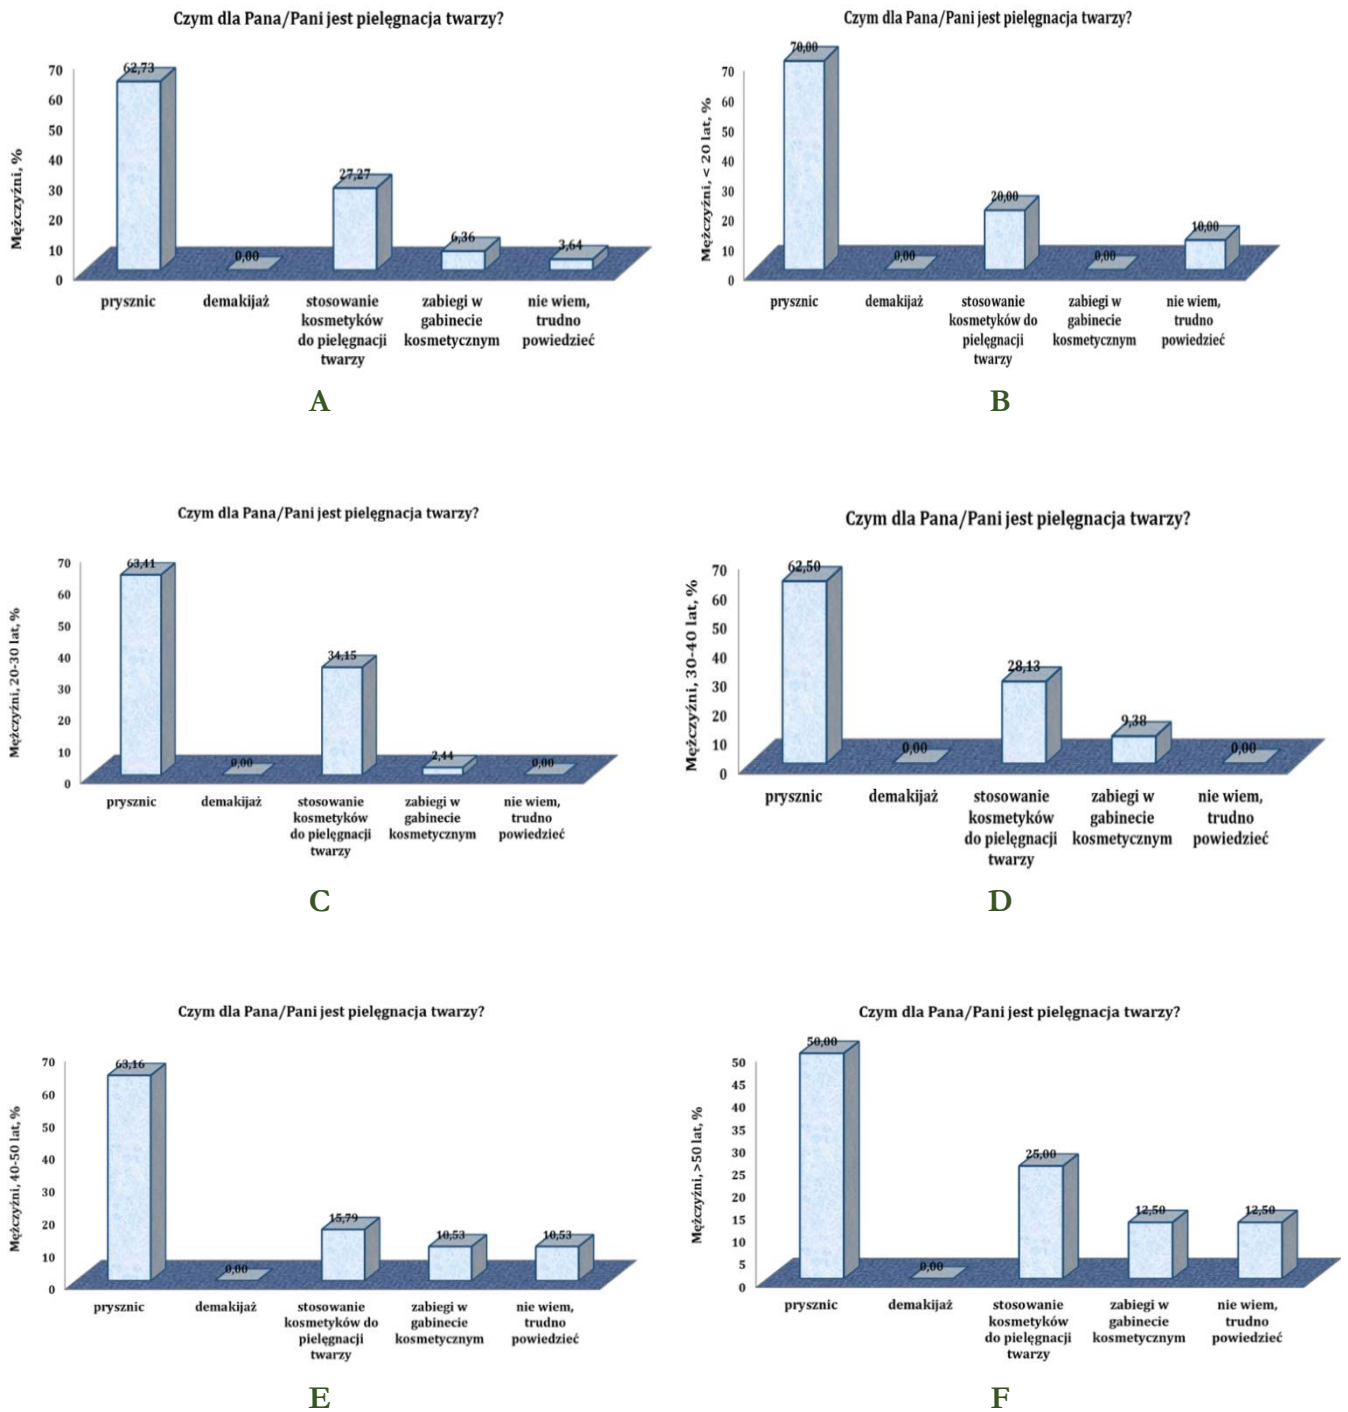 Czym dla Pana/Pani jest pielęgnacja twarzy?
Mężczyźni, %
70
60
50
40
30
20
10
0
62,73
0,00
27,27
6,36
3,64
prysznic
demakijaż
stosowanie
kosmetyków
do pielęgnacji
twarzy
zabiegi w
gabinecie
kosmetycznym
nie wiem,
trudno
powiedzieć
A
Czym dla Pana/Pani jest pielęgnacja twarzy?
Mężczyźni, < 20 lat, %
70
60
50
40
30
20
10
0
70,00
0,00
20,00
0,00
10,00
prysznic
demakijaż
stosowanie
kosmetyków do
pielęgnacji
twarzy
zabiegi w
gabinecie
kosmetycznym
nie wiem,
trudno
powiedzieć
B
Czym dla Pana/Pani jest pielęgnacja twarzy?
Mężczyźni, 20-30 lat, %
70
60
50
40
30
20
10
0
63,41
0,00
34,15
2,44
0,00
prysznic
demakijaż
stosowanie
kosmetyków
do pielęgnacji
twarzy
zabiegi w
gabinecie
kosmetycznym
nie wiem,
trudno
powiedzieć
C
Czym dla Pana/Pani jest pielęgnacja twarzy?
Mężczyźni, 30-40 lat, %
70
60
50
40
30
20
10
0
62,50
0,00
28,13
9,38
0,00
prysznic
demakijaż
stosowanie
kosmetyków
do pielęgnacji
twarzy
zabiegi w
gabinecie
kosmetycznym
nie wiem,
trudno
powiedzieć
D
Czym dla Pana/Pani jest pielęgnacja twarzy?
Mężczyźni, 40-50 lat, %
70
60
50
40
30
20
10
0
63,16
0,00
15,79
10,53
10,53
prysznic
demakijaż
stosowanie
kosmetyków do
pielęgnacji
twarzy
zabiegi w
gabinecie
kosmetycznym
nie wiem,
trudno
powiedzieć
E
Czym dla Pana/Pani jest pielęgnacja twarzy?
Mężczyźni, >50 lat, %
50
45
40
35
30
25
20
15
10
5
0
50,00
0,00
25,00
12,50
12,50
prysznic
demakijaż
stosowanie
kosmetyków
do pielęgnacji
twarzy
zabiegi w
gabinecie
kosmetycznym
nie wiem,
trudno
powiedzieć
F